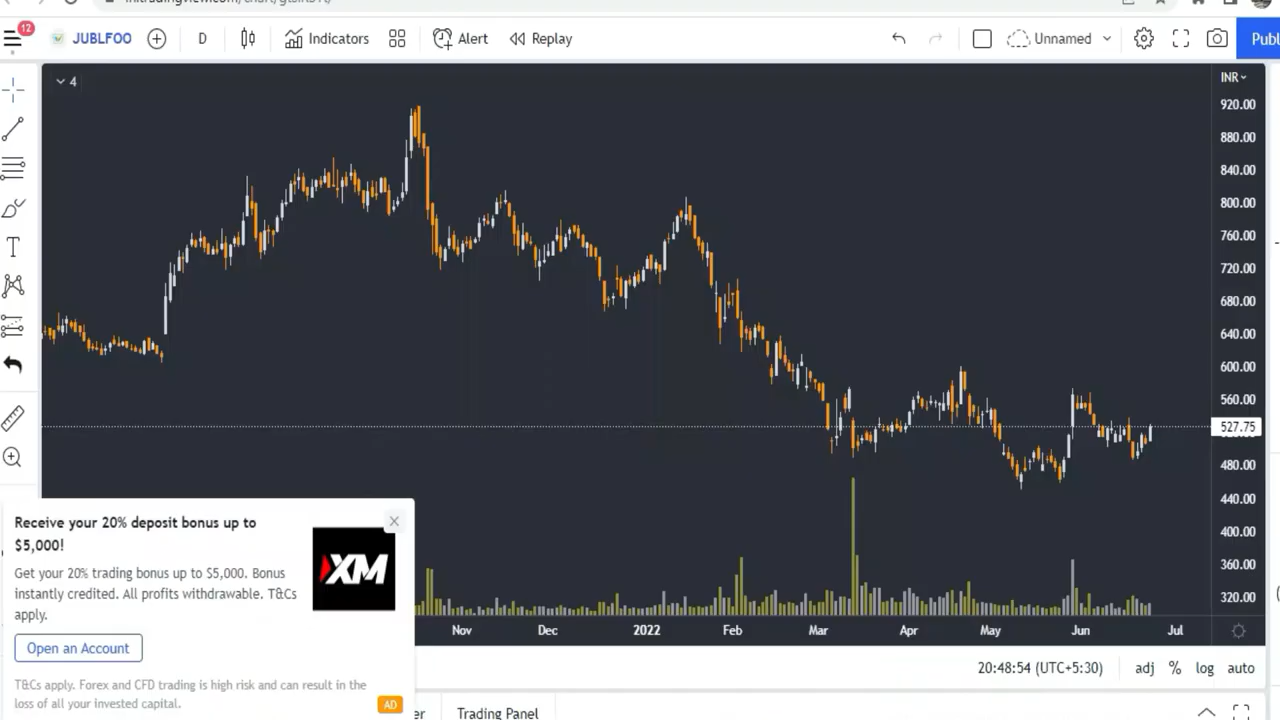 12
JUBLFOO
D
Indicators
Alert
Replay
Unnamed
Publ
4
INR
920.00
880.00
840.00
800.00
760.00
720.00
680.00
640.00
600.00
560.00
527.75
480.00
440.00
400.00
360.00
320.00
Receive your 20% deposit bonus up to
$5,000!
Get your 20% trading bonus up to $5,000. Bonus
instantly credited. All profits withdrawable. T&Cs
apply.
XM
Open an Account
T&Cs apply. Forex and CFD trading is high risk and can result in the
loss of all your invested capital.
AD
Nov Dec 2022 Feb Mar Apr May Jun Jul
20:48:54 (UTC+5:30) adj % log auto
er Trading Panel